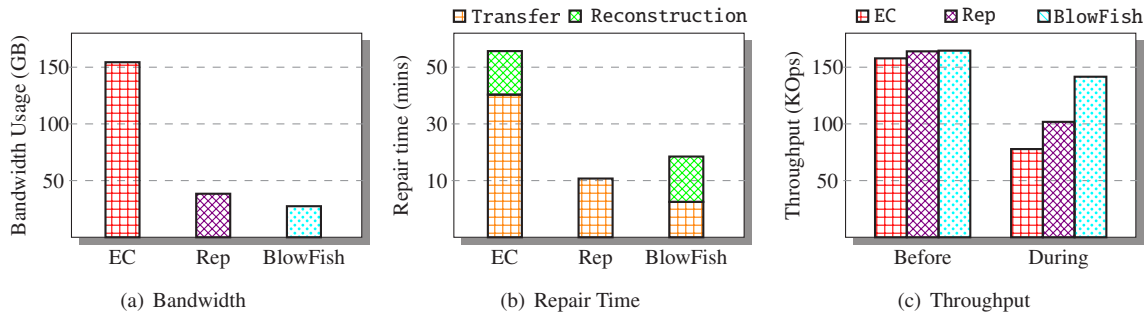 Bandwidth Usage (GB)
150
100
50
EC Rep BlowFish
(a) Bandwidth
Transfer Reconstruction
Repair time (mins)
50
30
10
EC Rep BlowFish
(b) Repair Time
EC Rep BlowFish
Throughput (KOps)
150
100
50
Before During
(c) Throughput